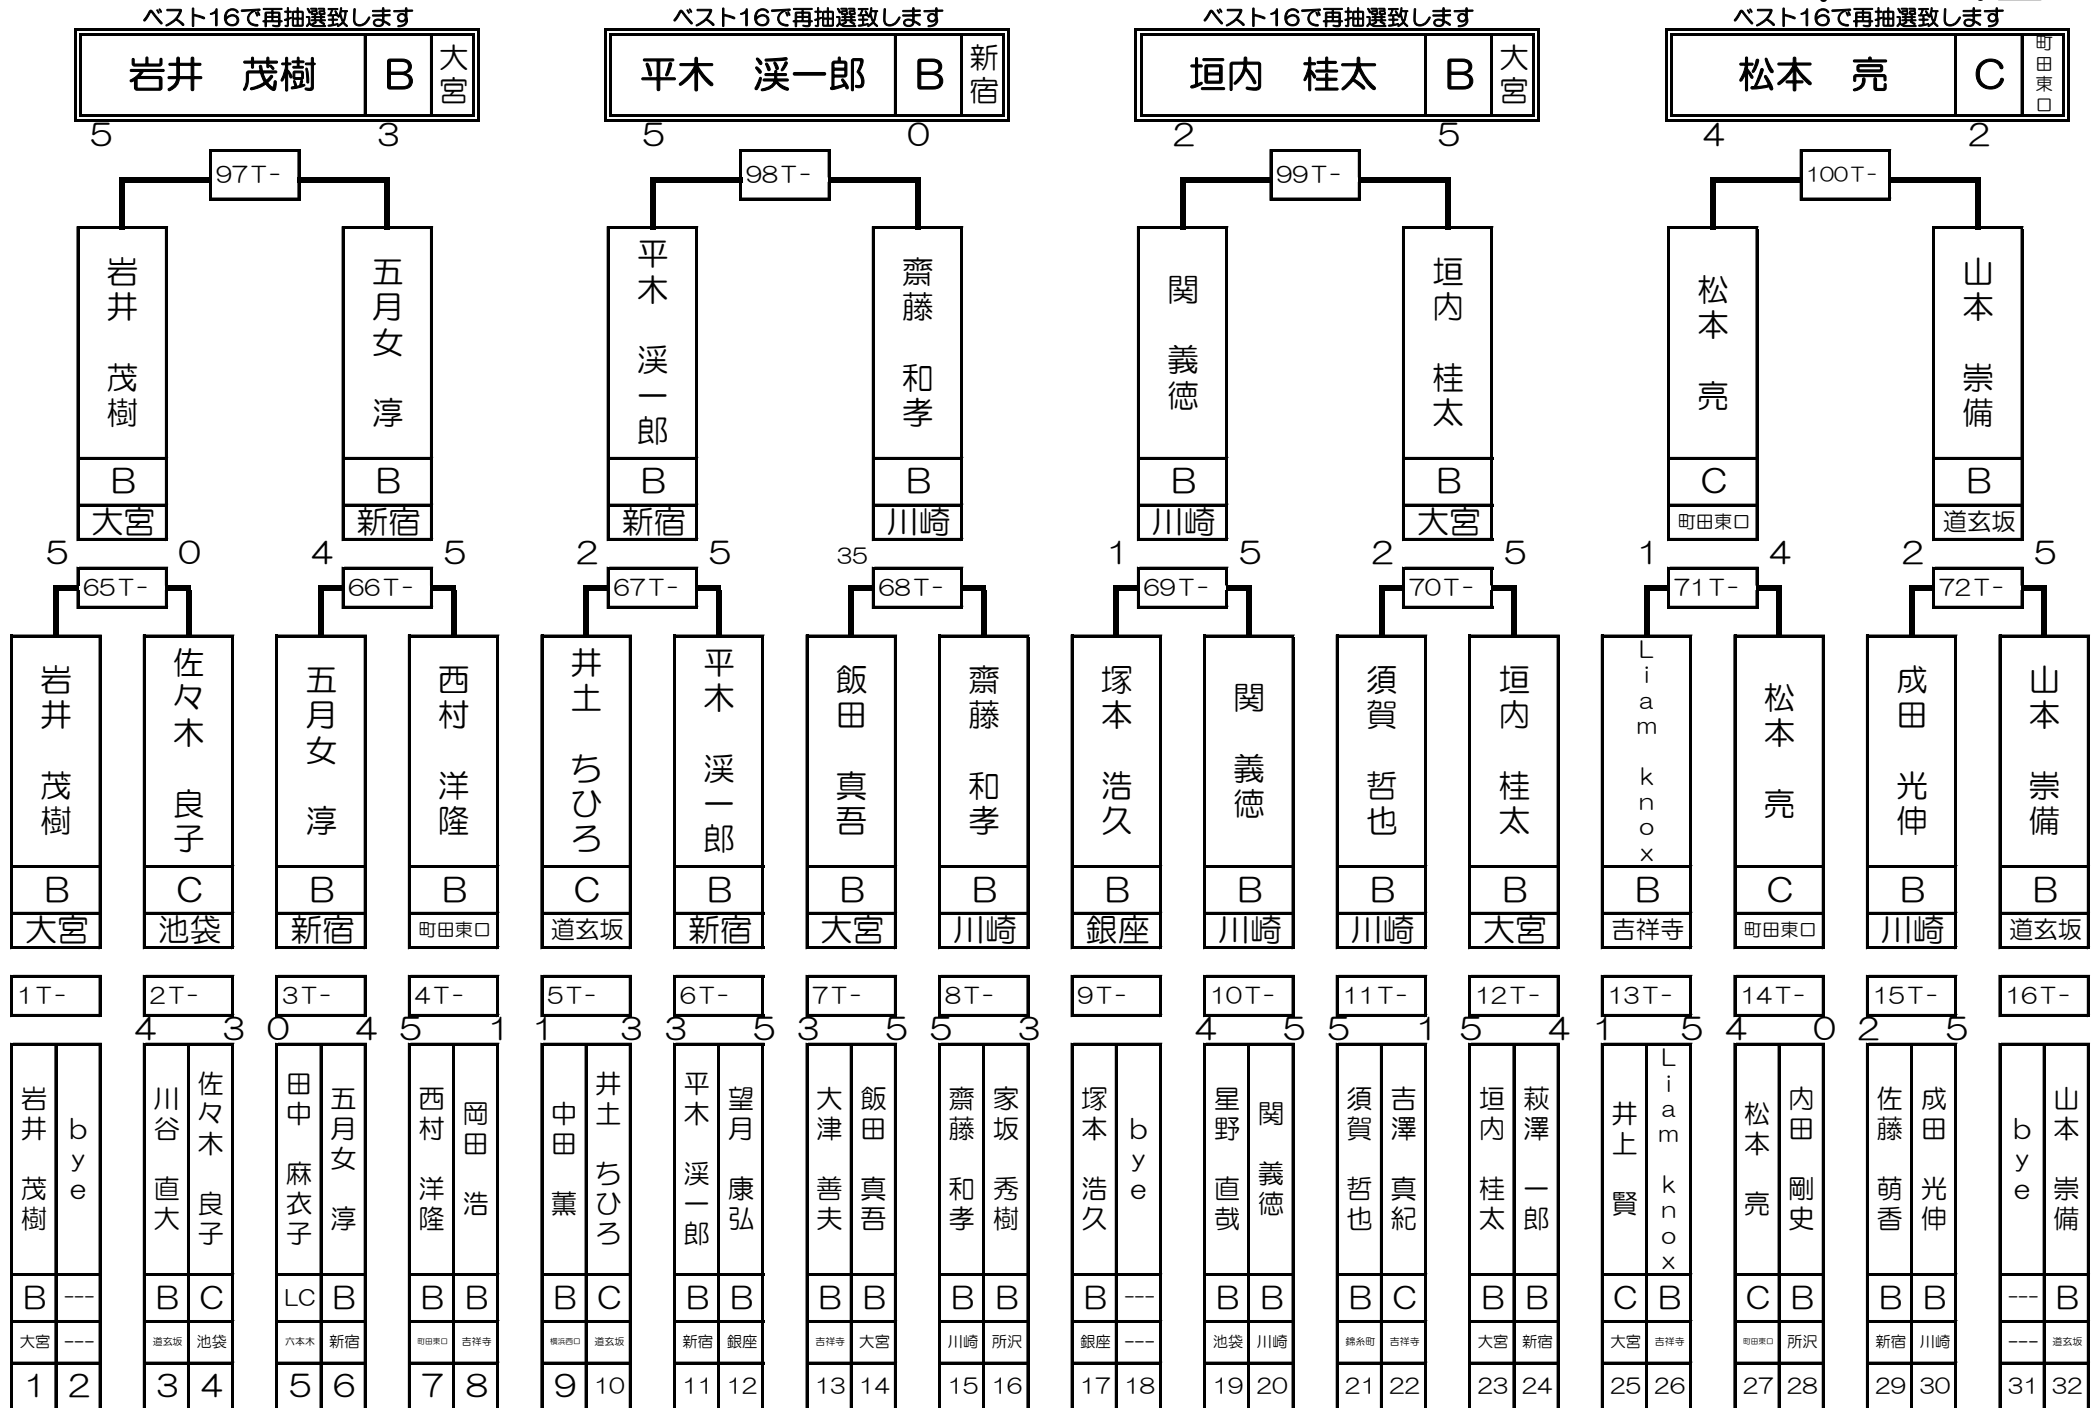 ベスト16で再抽選致します ベスト16で再抽選致します ベスト16で再抽選致します ベスト16で再抽選致します
岩井 茂樹 B 大宮 平木 渓一郎 B 新宿 垣内 桂太 B 大宮 松本 亮 C 町田東口
5 3 5 0 2 5 4 2
97T- 98T- 99T- 100T-
岩井 茂樹 五月女 淳 平木 渓一郎 齋藤 和孝 関 義徳 垣内 桂太 松本 亮 山本 崇備
B B B B B B C B
大宮 新宿 新宿 川崎 川崎 大宮 町田東口 道玄坂
5 0 4 5 2 5 35 1 5 2 5 1 4 2 5
65T- 66T- 67T- 68T- 69T- 70T- 71T- 72T-
岩井 茂樹 佐々木 良子 五月女 淳 西村 洋隆 井土 ちひろ 平木 渓一郎 飯田 真吾 齋藤 和孝 塚本 浩久 関 義徳 須賀 哲也 垣内 桂太 Liam knox 松本 亮 成田 光伸 山本 崇備
B C B B C B B B B B B B B C B B
大宮 池袋 新宿 町田東口 道玄坂 新宿 大宮 川崎 銀座 川崎 川崎 大宮 吉祥寺 町田東口 川崎 道玄坂
1T- 2T- 3T- 4T- 5T- 6T- 7T- 8T- 9T- 10T- 11T- 12T- 13T- 14T- 15T- 16T-
4 3 0 4 5 1 1 3 3 5 3 5 5 3 4 5 5 1 5 4 1 5 4 0 2 5
岩井 茂樹 bye 川谷 直大 佐々木 良子 田中 麻衣子 五月女 淳 西村 洋隆 岡田 浩 中田 薫 井土 ちひろ 平木 渓一郎 望月 康弘 大津 善夫 飯田 真吾 齋藤 和孝 家坂 秀樹 塚本 浩久 bye 星野 直哉 関 義徳 須賀 哲也 吉澤 真紀 垣内 桂太 萩澤 一郎 井上 賢 Liam knox 松本 亮 内田 剛史 佐藤 萌香 成田 光伸 bye 山本 崇備
B --- B C LC B B B B C B B B B B B B --- B B B C B B C B C B B B --- B
大宮 --- 道玄坂 池袋 六本木 新宿 町田東口 吉祥寺 横浜西口 道玄坂 新宿 銀座 吉祥寺 大宮 川崎 所沢 銀座 --- 池袋 川崎 錦糸町 吉祥寺 大宮 新宿 大宮 吉祥寺 町田東口 所沢 新宿 川崎 --- 道玄坂
1 2 3 4 5 6 7 8 9 10 11 12 13 14 15 16 17 18 19 20 21 22 23 24 25 26 27 28 29 30 31 32